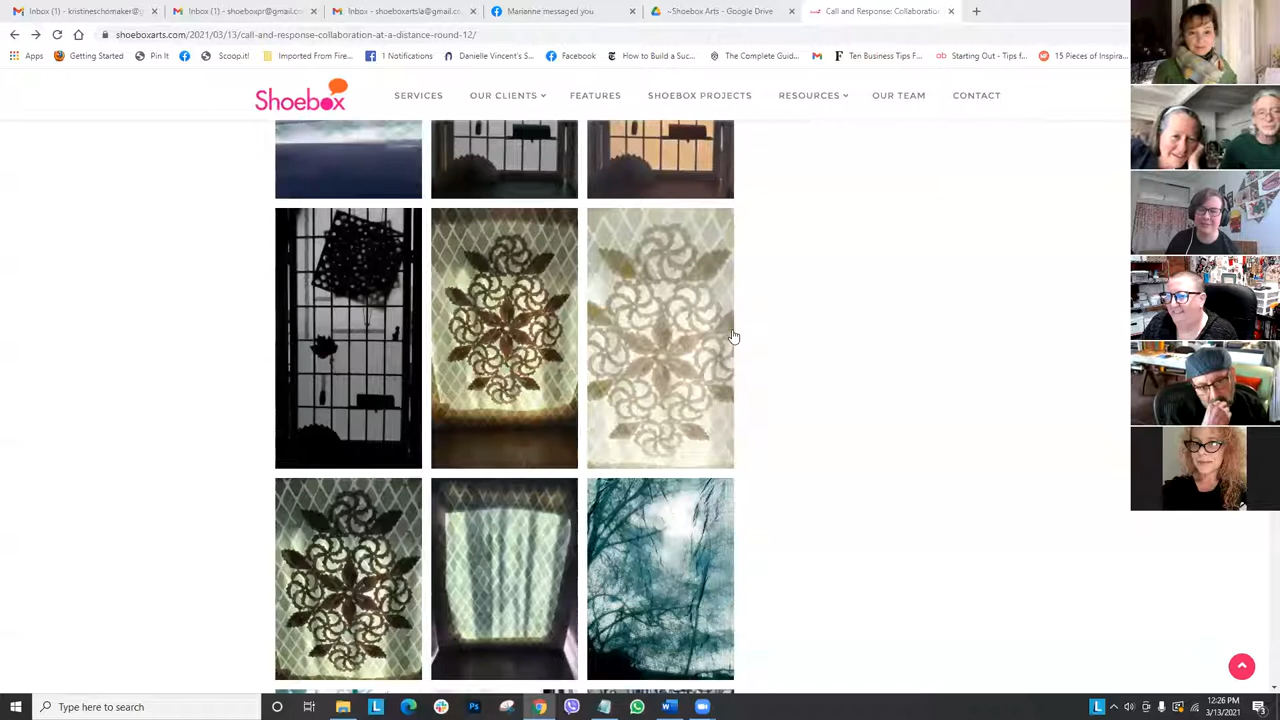 Inbox (1) - kristineschomaker@g
Inbox (1) - shoeboxpr@gmail.co
Inbox - shoeboxartsla@gmail.c
Marianne messaged you
~Shoebox Arts - Google Drive
Call and Response: Collaboratio
shoeboxarts.com/2021/03/13/call-and-response-collaboration-at-a-distance-round-12/
Apps
Getting Started
Pin It
Scoop.it!
Imported From Fire...
1 Notifications
Danielle Vincent's S...
Facebook
How to Build a Suc...
The Complete Guid...
Ten Business Tips F...
Starting Out - Tips f...
15 Pieces of Inspira...
Shoebox
SERVICES
OUR CLIENTS
FEATURES
SHOEBOX PROJECTS
RESOURCES
OUR TEAM
CONTACT
Type here to search
12:26 PM
3/13/2021